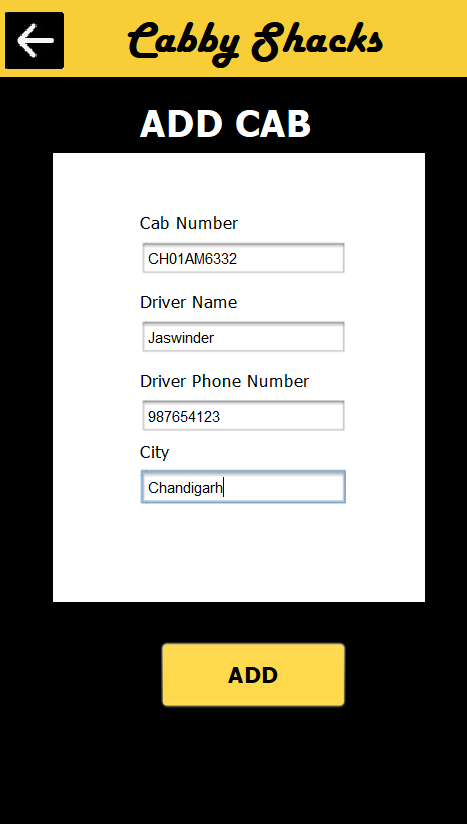 Cabby Shacks
ADD CAB
Cab Number
CH01AM6332
Driver Name
Jaswinder
Driver Phone Number
987654123
City
Chandigarh
ADD